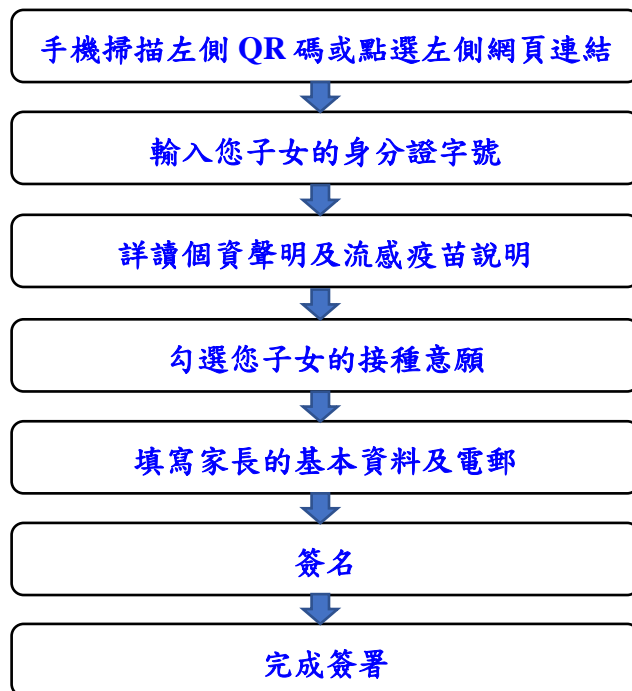 手機掃描左側 QR 碼或點選左側網頁連結
輸入您子女的身分證字號
詳讀個資聲明及流感疫苗說明
勾選您子女的接種意願
填寫家長的基本資料及電郵
簽名
完成簽署